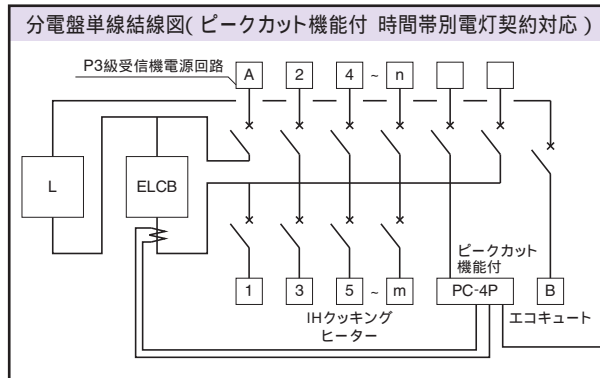 分電盤単線結線図(ピークカット機能付 時間帯別電灯契約対応)
P3級受信機電源回路
A 2 4 ~ n
L ELCB
ピークカット
機能付
1 3 5 ~ m PC-4P B
IHクッキング
ヒーター
エコキュート